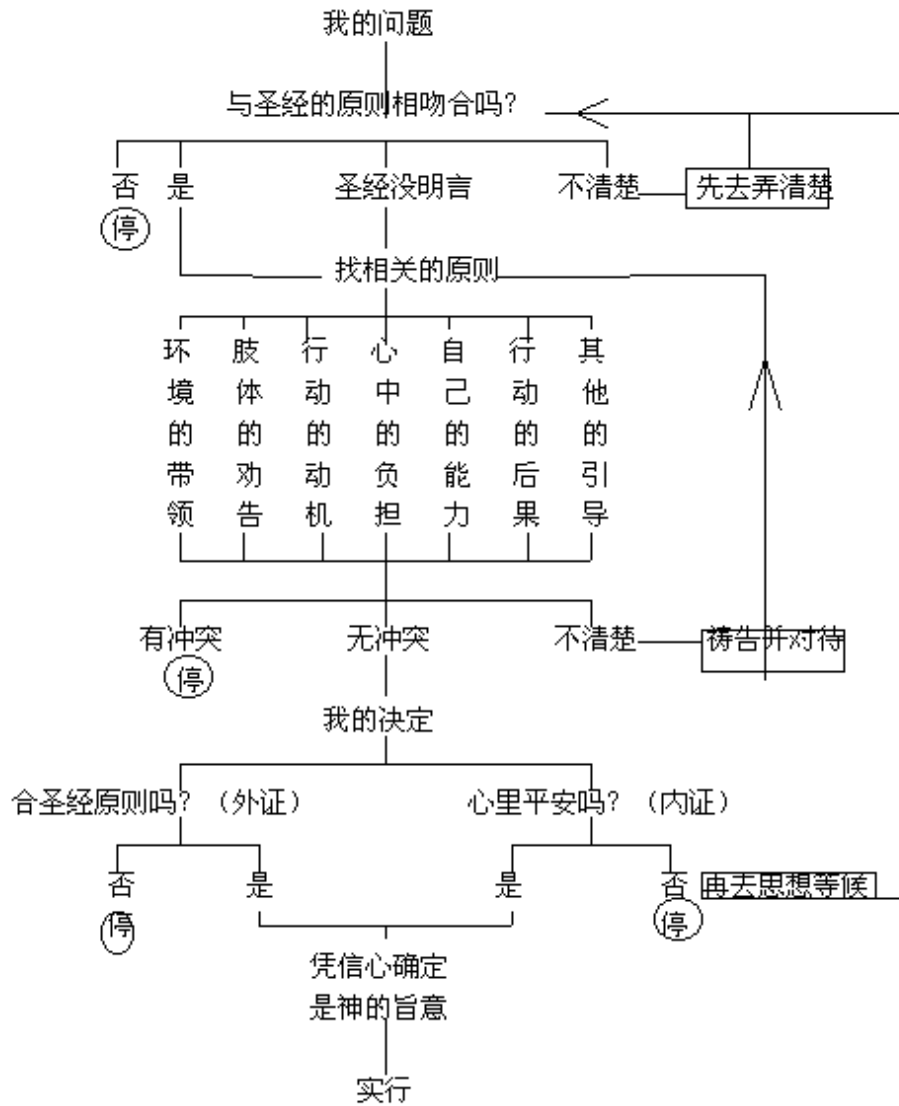 我的问题
与圣经的原则相吻合吗？
否 是 圣经没明言 不清楚 先去弄清楚
停
找相关的原则
环境的带领
肢体的劝告
行动的动机
心中的负担
自己的能力
行动的后果
其他的引导
有冲突 无冲突 不清楚 祷告并对待
停
我的决定
合圣经原则吗？（外证） 心里平安吗？（内证）
否 是 是 否 再去思想等候
停 停
凭信心确定
是神的旨意
实行